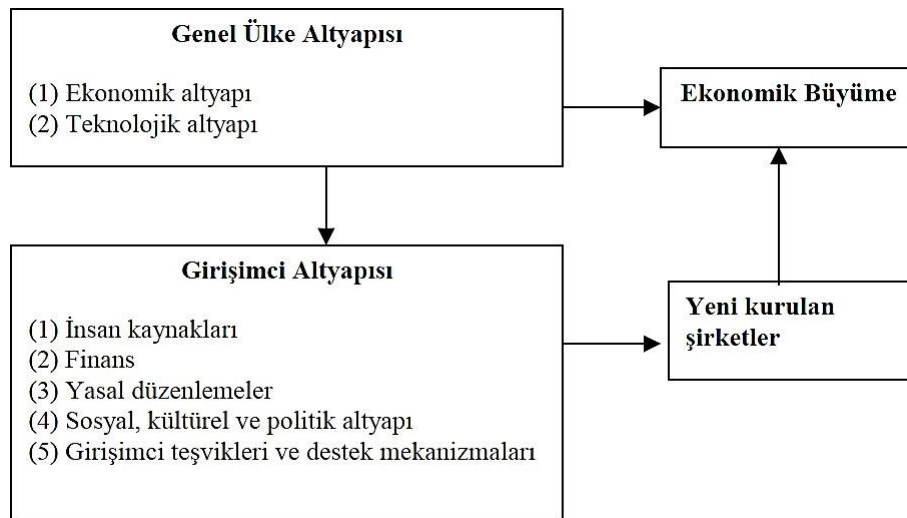 Genel Ülke Altyapısı
(1) Ekonomik altyapı
(2) Teknolojik altyapı
Ekonomik Büyüme
Girişimci Altyapısı
(1) İnsan kaynakları
(2) Finans
(3) Yasal düzenlemeler
(4) Sosyal, kültürel ve politik altyapı
(5) Girişimci teşvikleri ve destek mekanizmaları
Yeni kurulan
şirketler